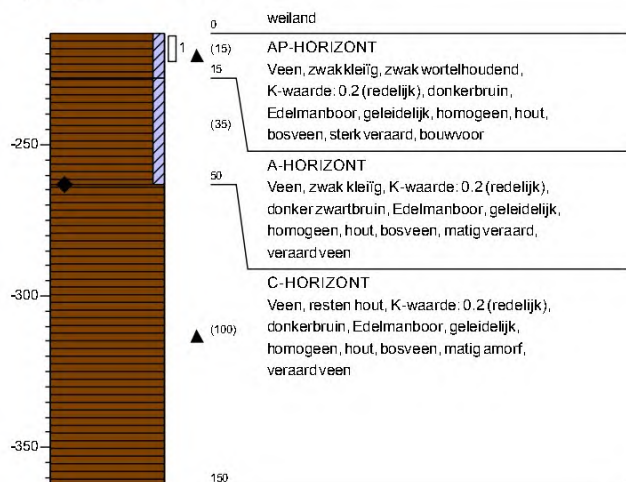 0
weiland
1
(15)
AP-HORIZONT
Veen, zwak kleiïg, zwak wortelhoudend,
K-waarde: 0.2 (redelijk), donkerbruin,
Edelmanboor, geleidelijk, homogeen, hout,
bosveen, sterk veraard, bouwvoor
15
-250
(35)
50
A-HORIZONT
Veen, zwak kleiïg, K-waarde: 0.2 (redelijk),
donker zwartbruin, Edelmanboor, geleidelijk,
homogeen, hout, bosveen, matig veraard,
veraard veen
-300
(100)
C-HORIZONT
Veen, resten hout, K-waarde: 0.2 (redelijk),
donkerbruin, Edelmanboor, geleidelijk,
homogeen, hout, bosveen, matig amorf,
veraard veen
-350
150